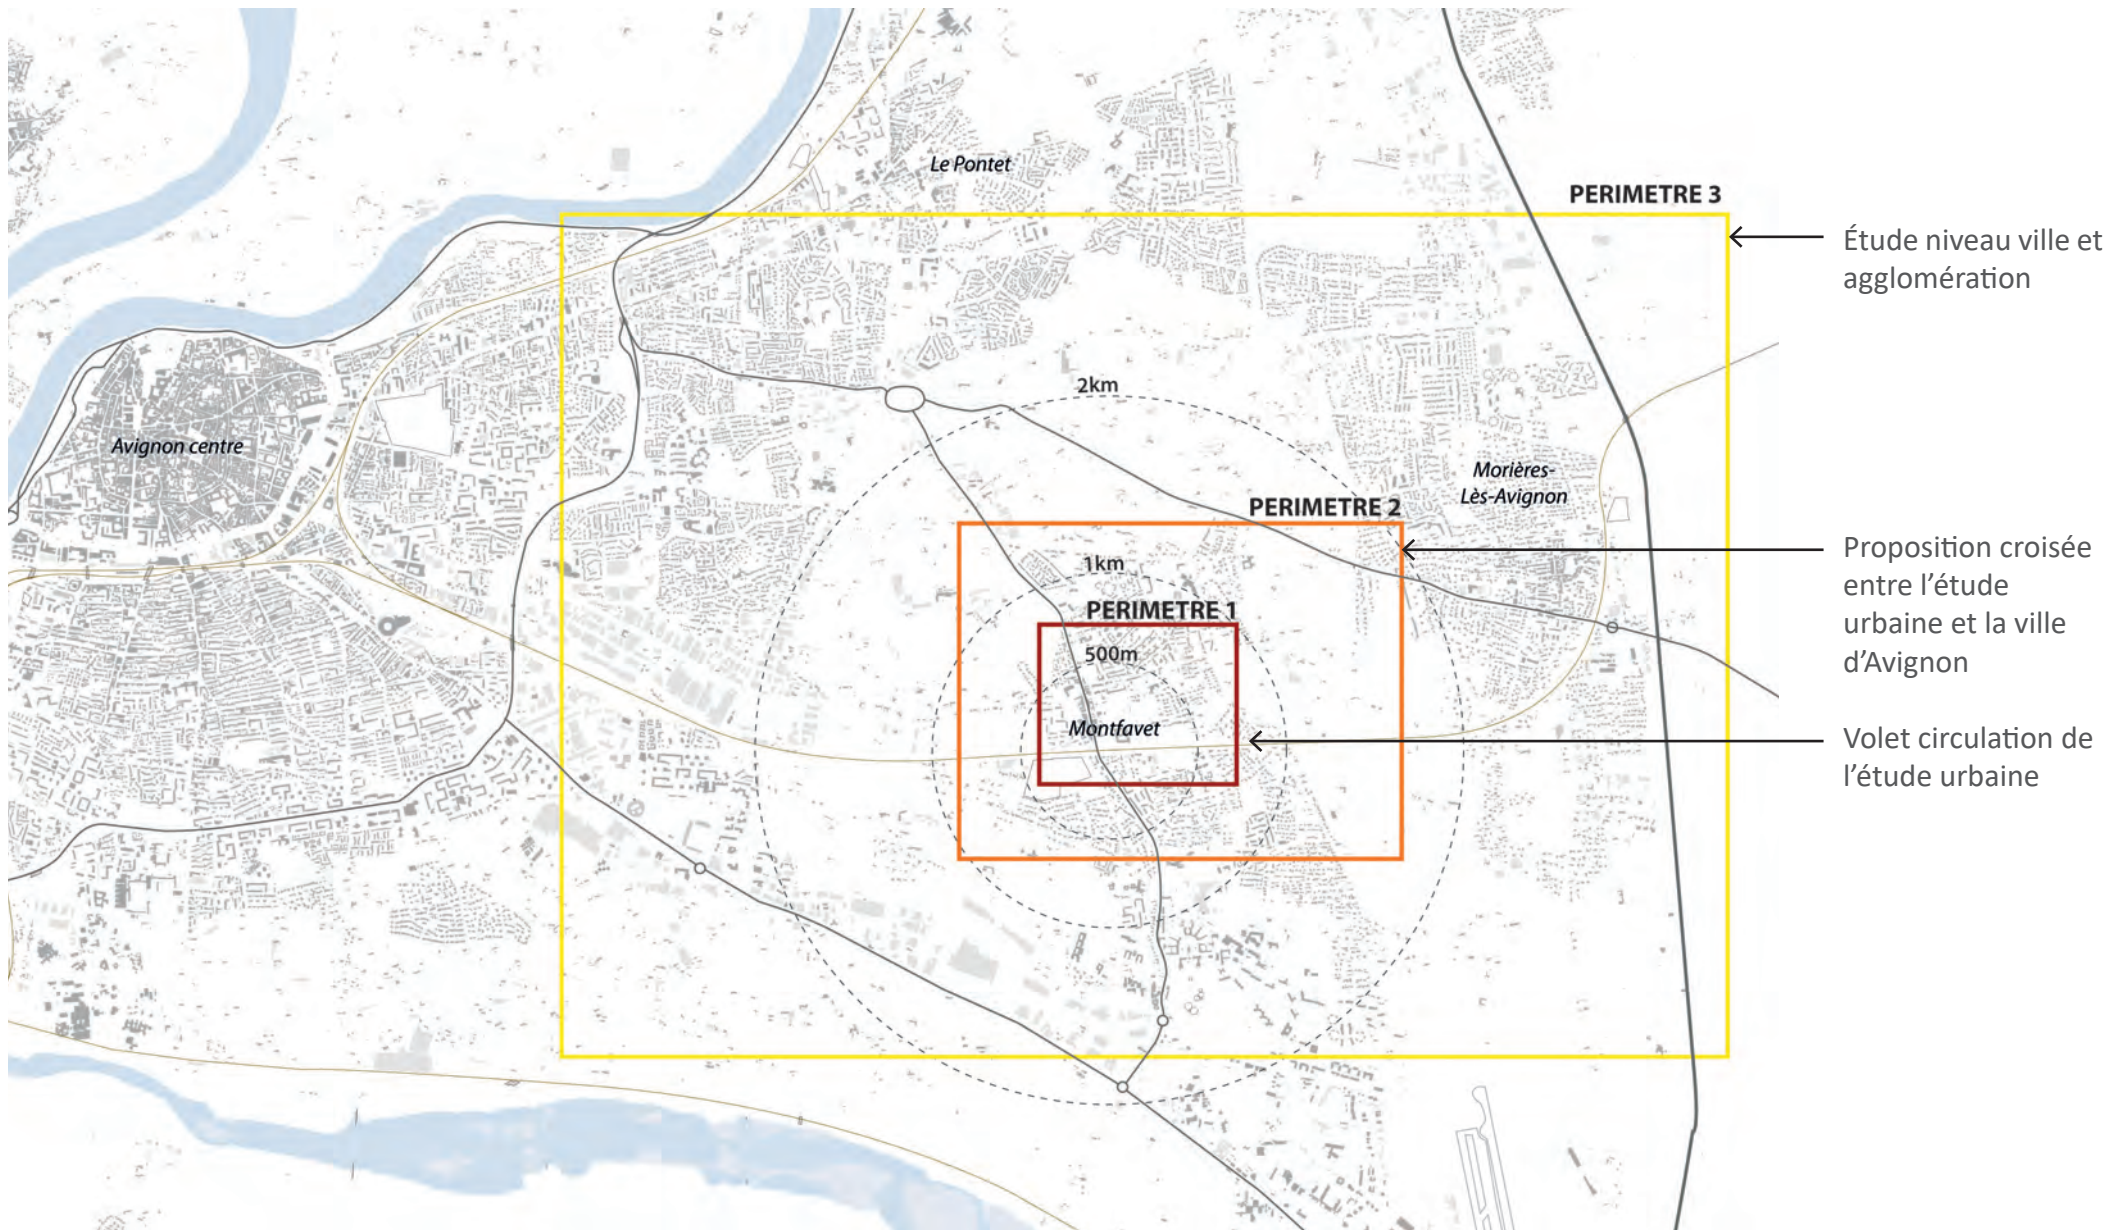 Le Pontet
PERIMETRE 3
Étude niveau ville et
agglomération
2km
Avignon centre
Morières-
Lès-Avignon
PERIMETRE 2
Proposition croisée
entre l’étude
urbaine et la ville
d’Avignon
1km
PERIMETRE 1
500m
Montfavet
Volet circulation de
l’étude urbaine